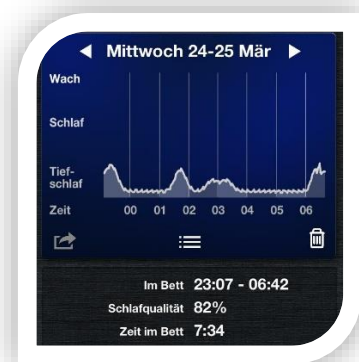 Mittwoch 24-25 Mär
Wach
Schlaf
Tief-
schlaf
Zeit 00 01 02 03 04 05 06
Im Bett 23:07 - 06:42
Schlafqualität 82%
Zeit im Bett 7:34